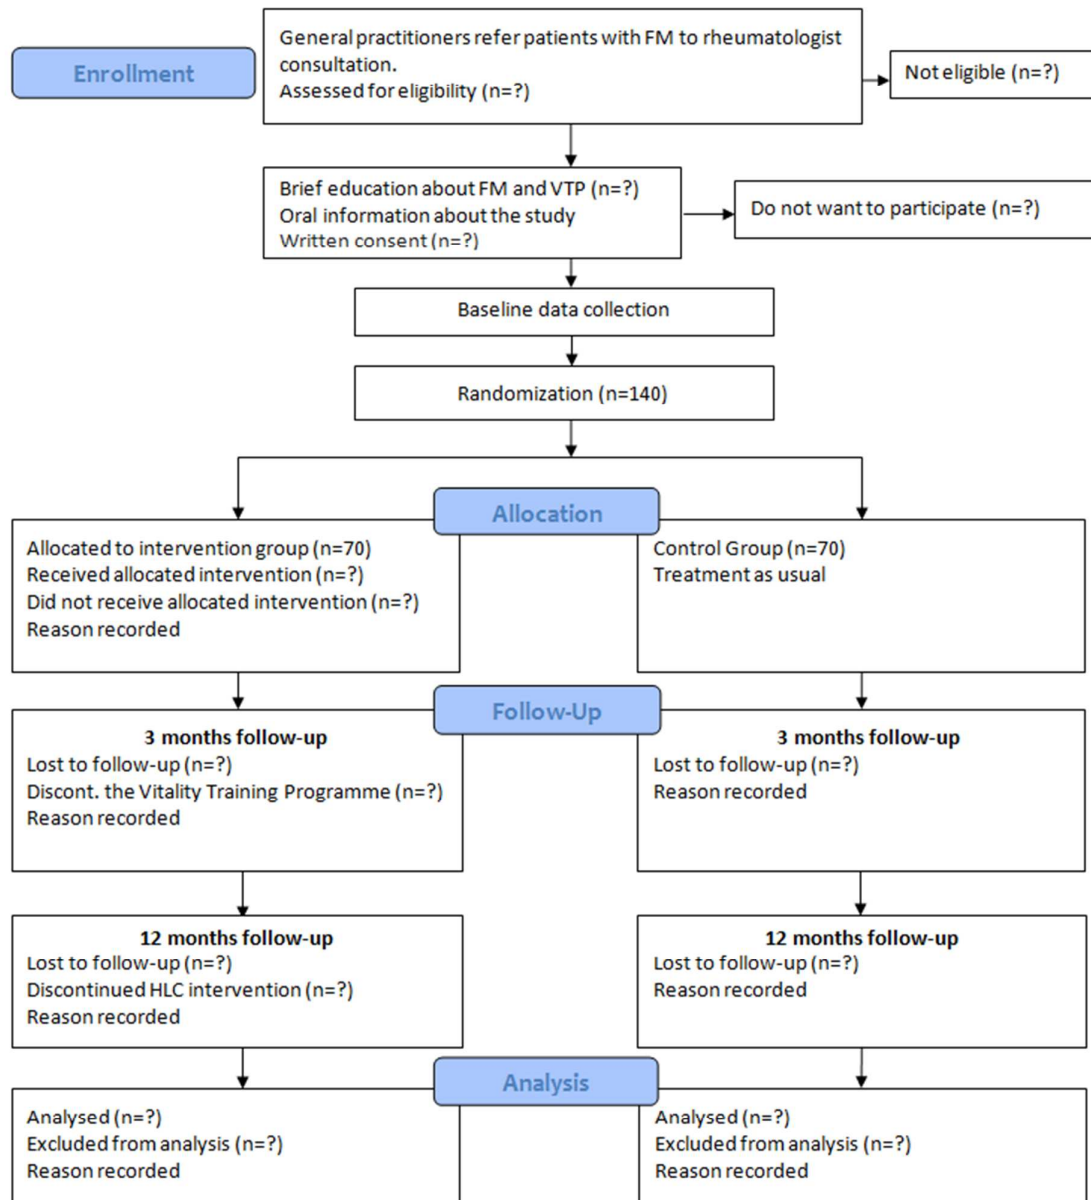 Enrollment
General practitioners refer patients with FM to rheumatologist
consultation.
Assessed for eligibility (n=?)
Not eligible (n=?)
Brief education about FM and VTP (n=?)
Oral information about the study
Written consent (n=?)
Do not want to participate (n=?)
Baseline data collection
Randomization (n=140)
Allocation
Allocated to intervention group (n=70)
Received allocated intervention (n=?)
Did not receive allocated intervention (n=?)
Reason recorded
Control Group (n=70)
Treatment as usual
Follow-Up
3 months follow-up
Lost to follow-up (n=?)
Discont. the Vitality Training Programme (n=?)
Reason recorded
3 months follow-up
Lost to follow-up (n=?)
Reason recorded
12 months follow-up
Lost to follow-up (n=?)
Discontinued HLC intervention (n=?)
Reason recorded
12 months follow-up
Lost to follow-up (n=?)
Reason recorded
Analysis
Analysed (n=?)
Excluded from analysis (n=?)
Reason recorded
Analysed (n=?)
Excluded from analysis (n=?)
Reason recorded